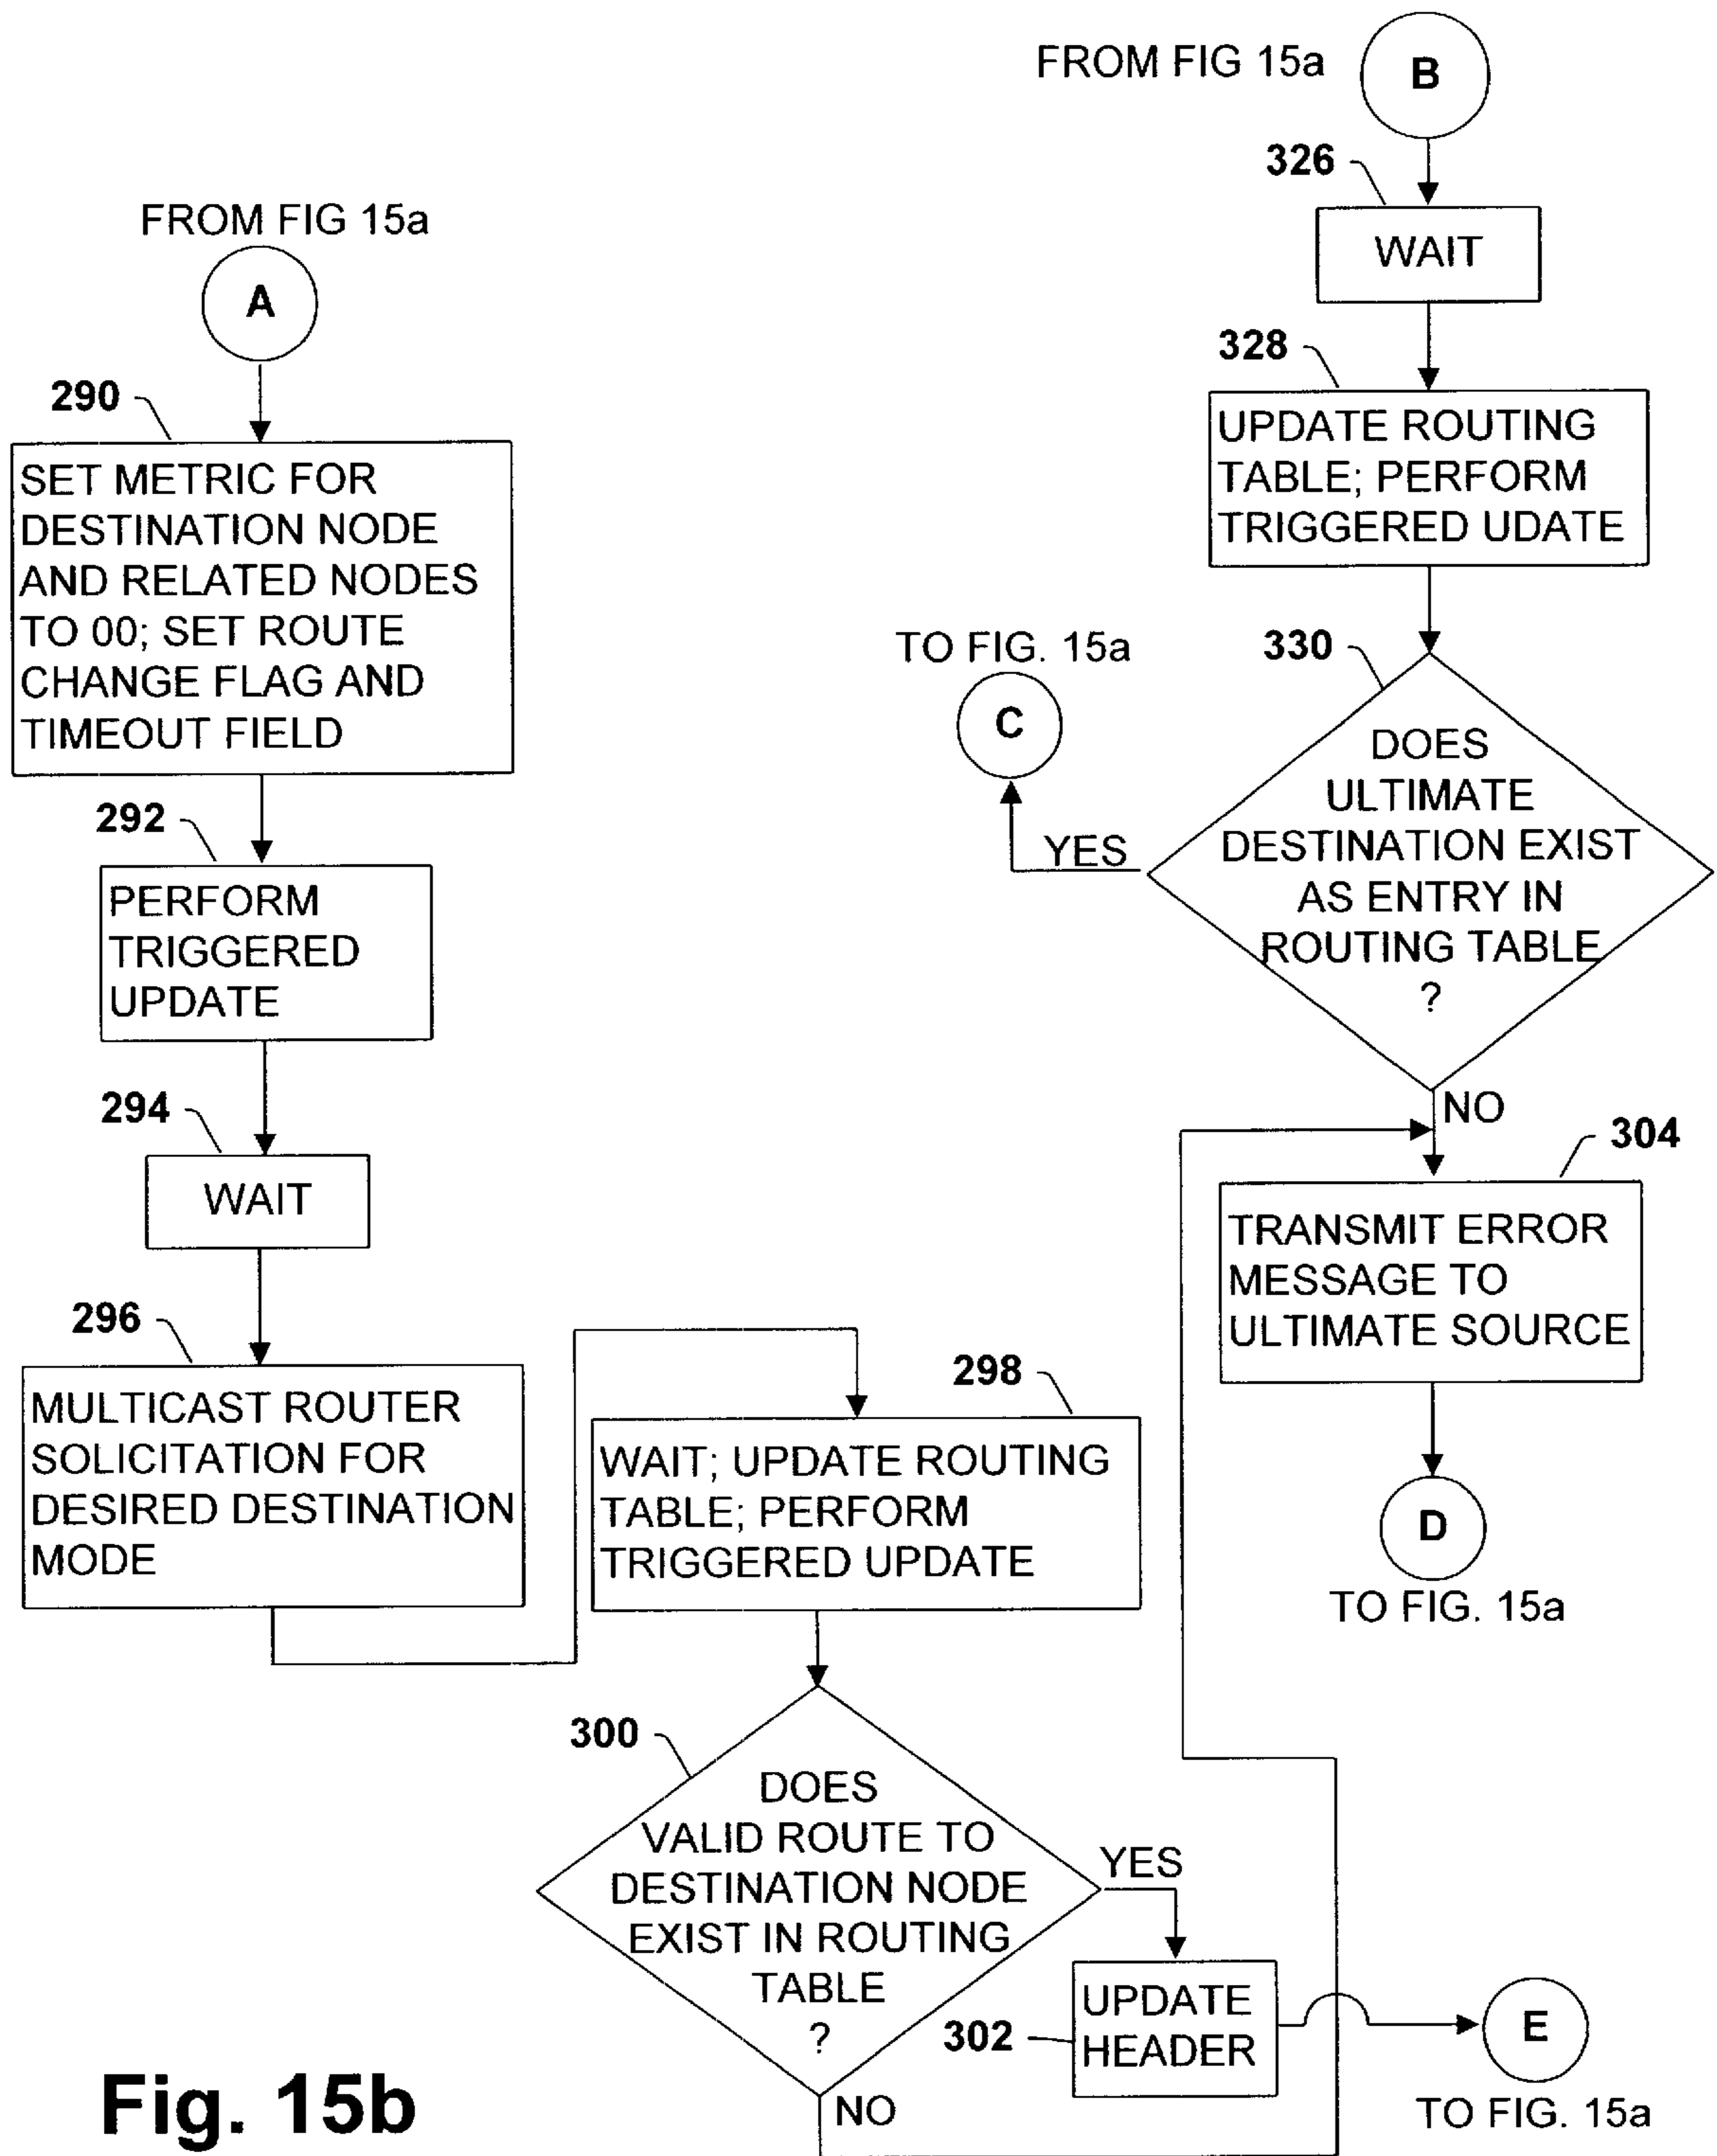 FROM FIG 15a
A
290
SET METRIC FOR
DESTINATION NODE
AND RELATED NODES
TO 00; SET ROUTE
CHANGE FLAG AND
TIMEOUT FIELD
292
PERFORM
TRIGGERED
UPDATE
294
WAIT
296
MULTICAST ROUTER
SOLICITATION FOR
DESIRED DESTINATION
MODE
298
WAIT; UPDATE ROUTING
TABLE; PERFORM
TRIGGERED UPDATE
300
DOES
VALID ROUTE TO
DESTINATION NODE
EXIST IN ROUTING
TABLE
?
YES
NO
302
UPDATE
HEADER
E
TO FIG. 15a
FROM FIG 15a
B
326
WAIT
328
UPDATE ROUTING
TABLE; PERFORM
TRIGGERED UDATE
330
DOES
ULTIMATE
DESTINATION EXIST
AS ENTRY IN
ROUTING TABLE
?
YES
TO FIG. 15a
C
NO
304
TRANSMIT ERROR
MESSAGE TO
ULTIMATE SOURCE
D
TO FIG. 15a
Fig. 15b